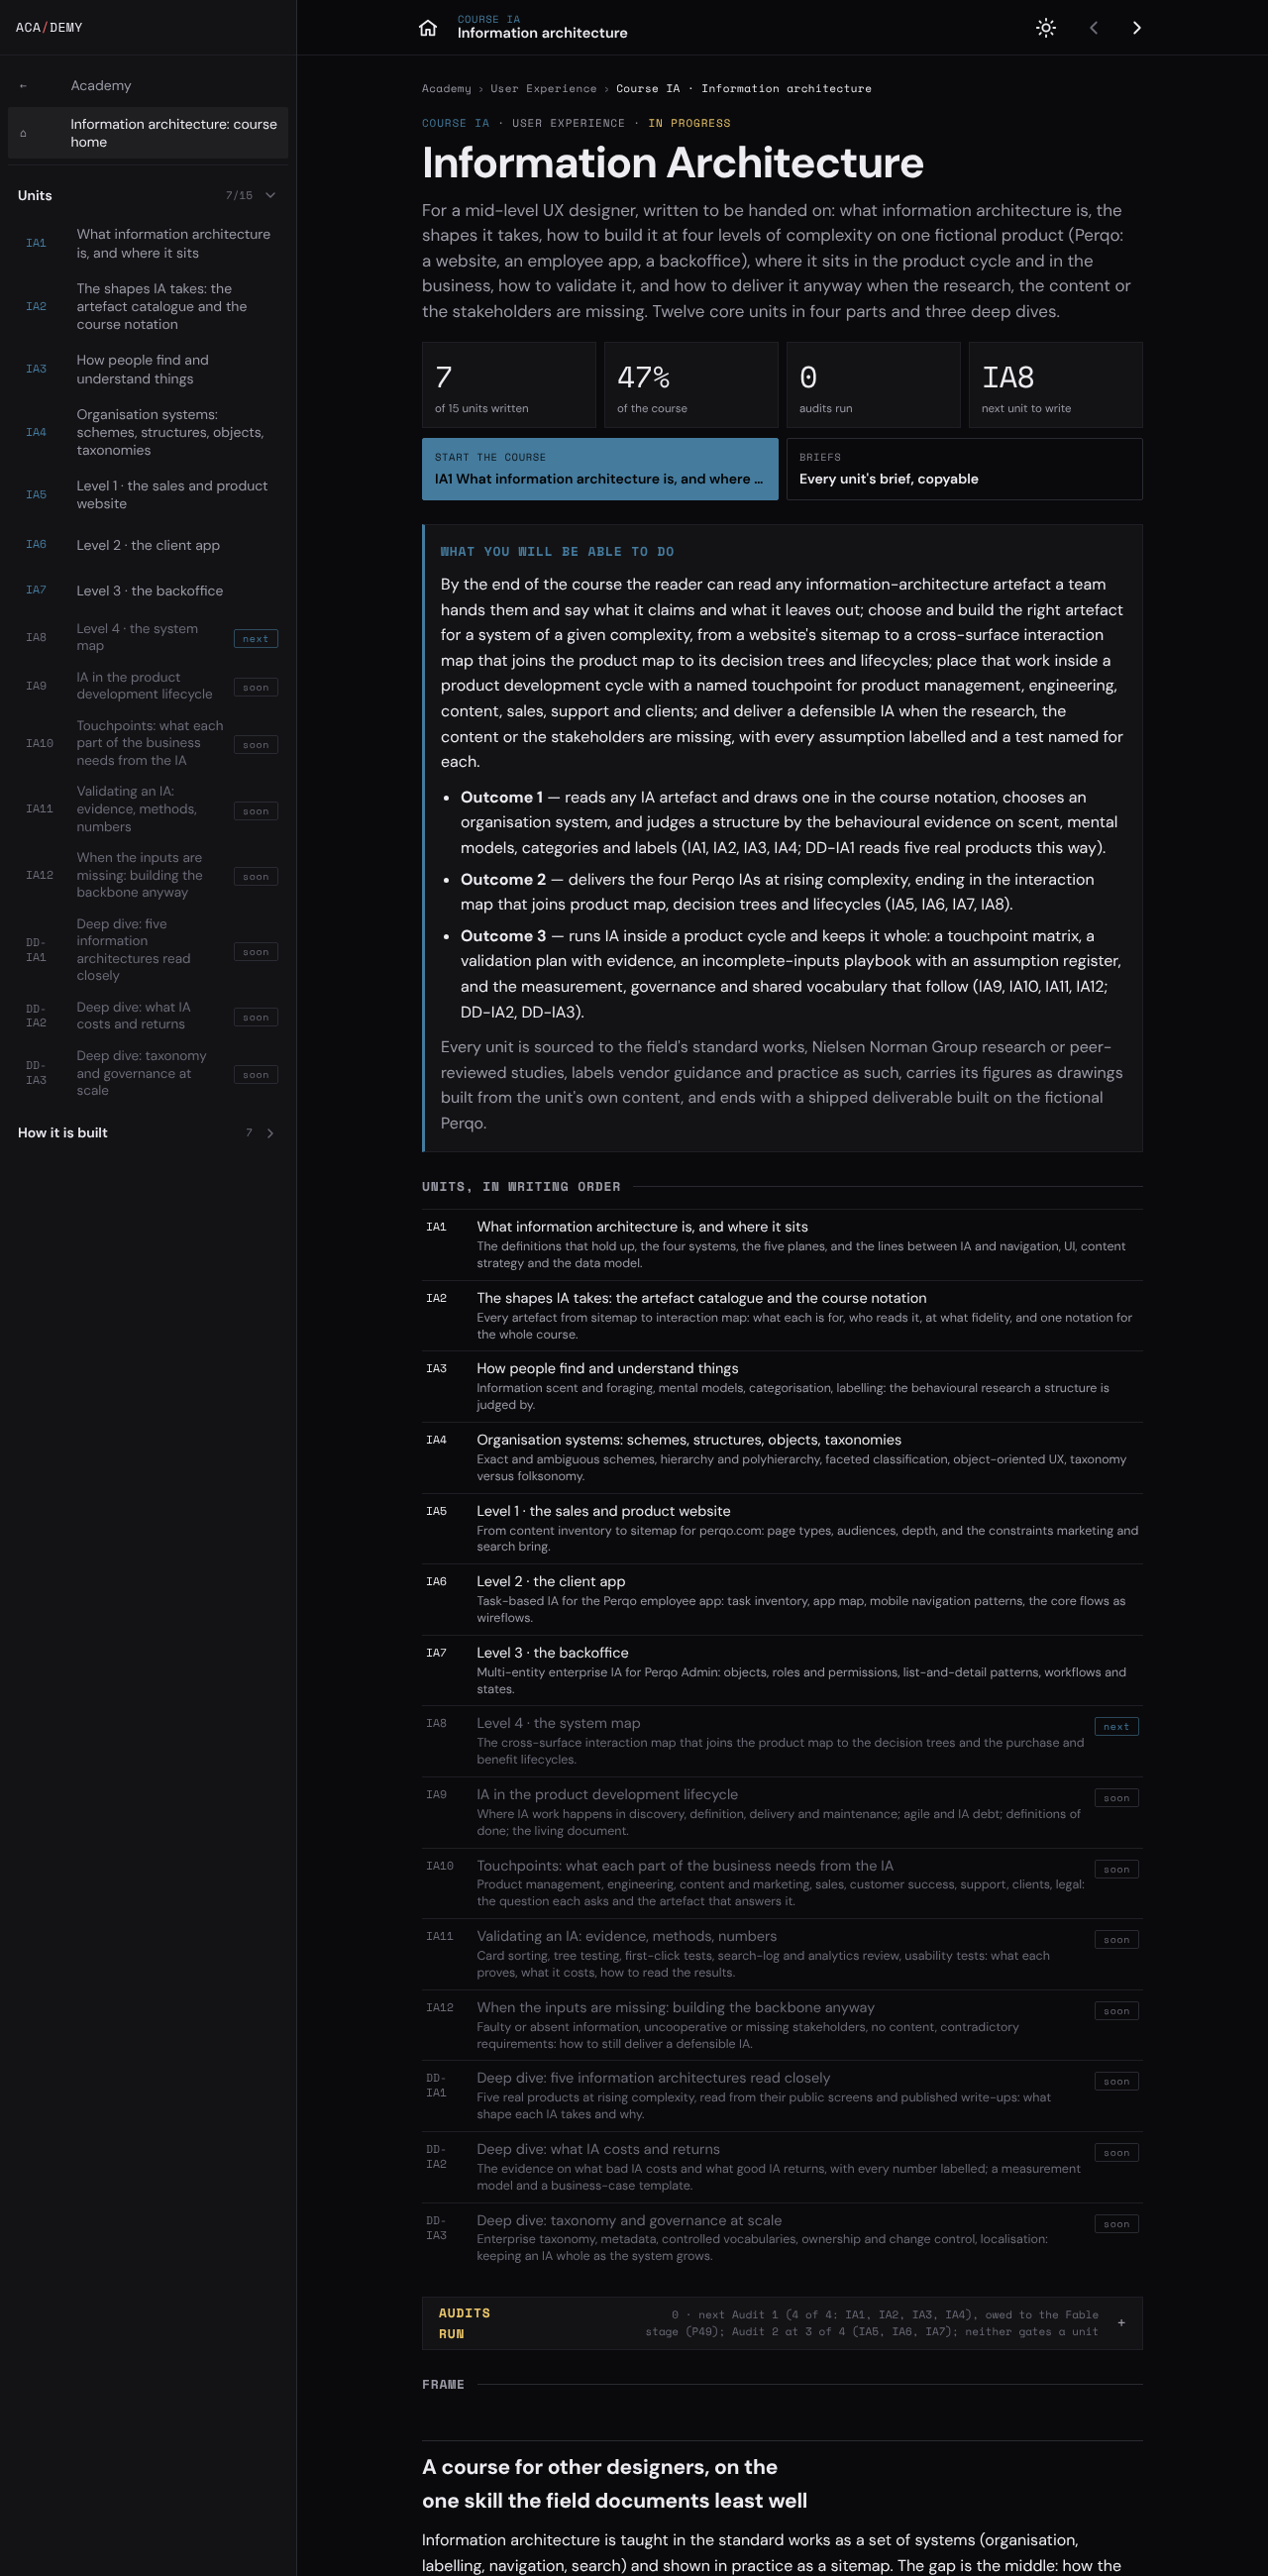 ACA/DEMY
← Academy
⌂ Information architecture: course
home
Units 7/15
IA1 What information architecture
is, and where it sits
IA2 The shapes IA takes: the
artefact catalogue and the
course notation
IA3 How people find and
understand things
IA4 Organisation systems:
schemes, structures, objects,
taxonomies
IA5 Level 1 · the sales and product
website
IA6 Level 2 · the client app
IA7 Level 3 · the backoffice
IA8 Level 4 · the system
map next
IA9 IA in the product
development lifecycle soon
IA10 Touchpoints: what each
part of the business
needs from the IA soon
IA11 Validating an IA:
evidence, methods,
numbers soon
IA12 When the inputs are
missing: building the
backbone anyway soon
DD-IA1 Deep dive: five
information
architectures read
closely soon
DD-IA2 Deep dive: what IA
costs and returns soon
DD-IA3 Deep dive: taxonomy
and governance at
scale soon
How it is built 7
COURSE IA
Information architecture
Academy › User Experience › Course IA · Information architecture
COURSE IA · USER EXPERIENCE · IN PROGRESS
Information Architecture
For a mid-level UX designer, written to be handed on: what information architecture is, the
shapes it takes, how to build it at four levels of complexity on one fictional product (Perqo:
a website, an employee app, a backoffice), where it sits in the product cycle and in the
business, how to validate it, and how to deliver it anyway when the research, the content or
the stakeholders are missing. Twelve core units in four parts and three deep dives.
7
of 15 units written
47%
of the course
0
audits run
IA8
next unit to write
START THE COURSE
IA1 What information architecture is, and where …
BRIEFS
Every unit's brief, copyable
WHAT YOU WILL BE ABLE TO DO
By the end of the course the reader can read any information-architecture artefact a team
hands them and say what it claims and what it leaves out; choose and build the right artefact
for a system of a given complexity, from a website's sitemap to a cross-surface interaction
map that joins the product map to its decision trees and lifecycles; place that work inside a
product development cycle with a named touchpoint for product management, engineering,
content, sales, support and clients; and deliver a defensible IA when the research, the
content or the stakeholders are missing, with every assumption labelled and a test named for
each.
• Outcome 1 — reads any IA artefact and draws one in the course notation, chooses an
organisation system, and judges a structure by the behavioural evidence on scent, mental
models, categories and labels (IA1, IA2, IA3, IA4; DD-IA1 reads five real products this way).
• Outcome 2 — delivers the four Perqo IAs at rising complexity, ending in the interaction
map that joins product map, decision trees and lifecycles (IA5, IA6, IA7, IA8).
• Outcome 3 — runs IA inside a product cycle and keeps it whole: a touchpoint matrix, a
validation plan with evidence, an incomplete-inputs playbook with an assumption register,
and the measurement, governance and shared vocabulary that follow (IA9, IA10, IA11, IA12;
DD-IA2, DD-IA3).
Every unit is sourced to the field's standard works, Nielsen Norman Group research or peer-
reviewed studies, labels vendor guidance and practice as such, carries its figures as drawings
built from the unit's own content, and ends with a shipped deliverable built on the fictional
Perqo.
UNITS, IN WRITING ORDER
IA1 What information architecture is, and where it sits
The definitions that hold up, the four systems, the five planes, and the lines between IA and navigation, UI, content
strategy and the data model.
IA2 The shapes IA takes: the artefact catalogue and the course notation
Every artefact from sitemap to interaction map: what each is for, who reads it, at what fidelity, and one notation for
the whole course.
IA3 How people find and understand things
Information scent and foraging, mental models, categorisation, labelling: the behavioural research a structure is
judged by.
IA4 Organisation systems: schemes, structures, objects, taxonomies
Exact and ambiguous schemes, hierarchy and polyhierarchy, faceted classification, object-oriented UX, taxonomy
versus folksonomy.
IA5 Level 1 · the sales and product website
From content inventory to sitemap for perqo.com: page types, audiences, depth, and the constraints marketing and
search bring.
IA6 Level 2 · the client app
Task-based IA for the Perqo employee app: task inventory, app map, mobile navigation patterns, the core flows as
wireflows.
IA7 Level 3 · the backoffice
Multi-entity enterprise IA for Perqo Admin: objects, roles and permissions, list-and-detail patterns, workflows and
states.
IA8 Level 4 · the system map next
The cross-surface interaction map that joins the product map to the decision trees and the purchase and
benefit lifecycles.
IA9 IA in the product development lifecycle soon
Where IA work happens in discovery, definition, delivery and maintenance; agile and IA debt; definitions of
done; the living document.
IA10 Touchpoints: what each part of the business needs from the IA soon
Product management, engineering, content and marketing, sales, customer success, support, clients, legal:
the question each asks and the artefact that answers it.
IA11 Validating an IA: evidence, methods, numbers soon
Card sorting, tree testing, first-click tests, search-log and analytics review, usability tests: what each
proves, what it costs, how to read the results.
IA12 When the inputs are missing: building the backbone anyway soon
Faulty or absent information, uncooperative or missing stakeholders, no content, contradictory
requirements: how to still deliver a defensible IA.
DD-IA1 Deep dive: five information architectures read closely soon
Five real products at rising complexity, read from their public screens and published write-ups: what
shape each IA takes and why.
DD-IA2 Deep dive: what IA costs and returns soon
The evidence on what bad IA costs and what good IA returns, with every number labelled; a measurement
model and a business-case template.
DD-IA3 Deep dive: taxonomy and governance at scale soon
Enterprise taxonomy, metadata, controlled vocabularies, ownership and change control, localisation:
keeping an IA whole as the system grows.
AUDITS
RUN
0 · next Audit 1 (4 of 4: IA1, IA2, IA3, IA4), owed to the Fable
stage (P49); Audit 2 at 3 of 4 (IA5, IA6, IA7); neither gates a unit +
FRAME
A course for other designers, on the
one skill the field documents least well
Information architecture is taught in the standard works as a set of systems (organisation,
labelling, navigation, search) and shown in practice as a sitemap. The gap is the middle: how the